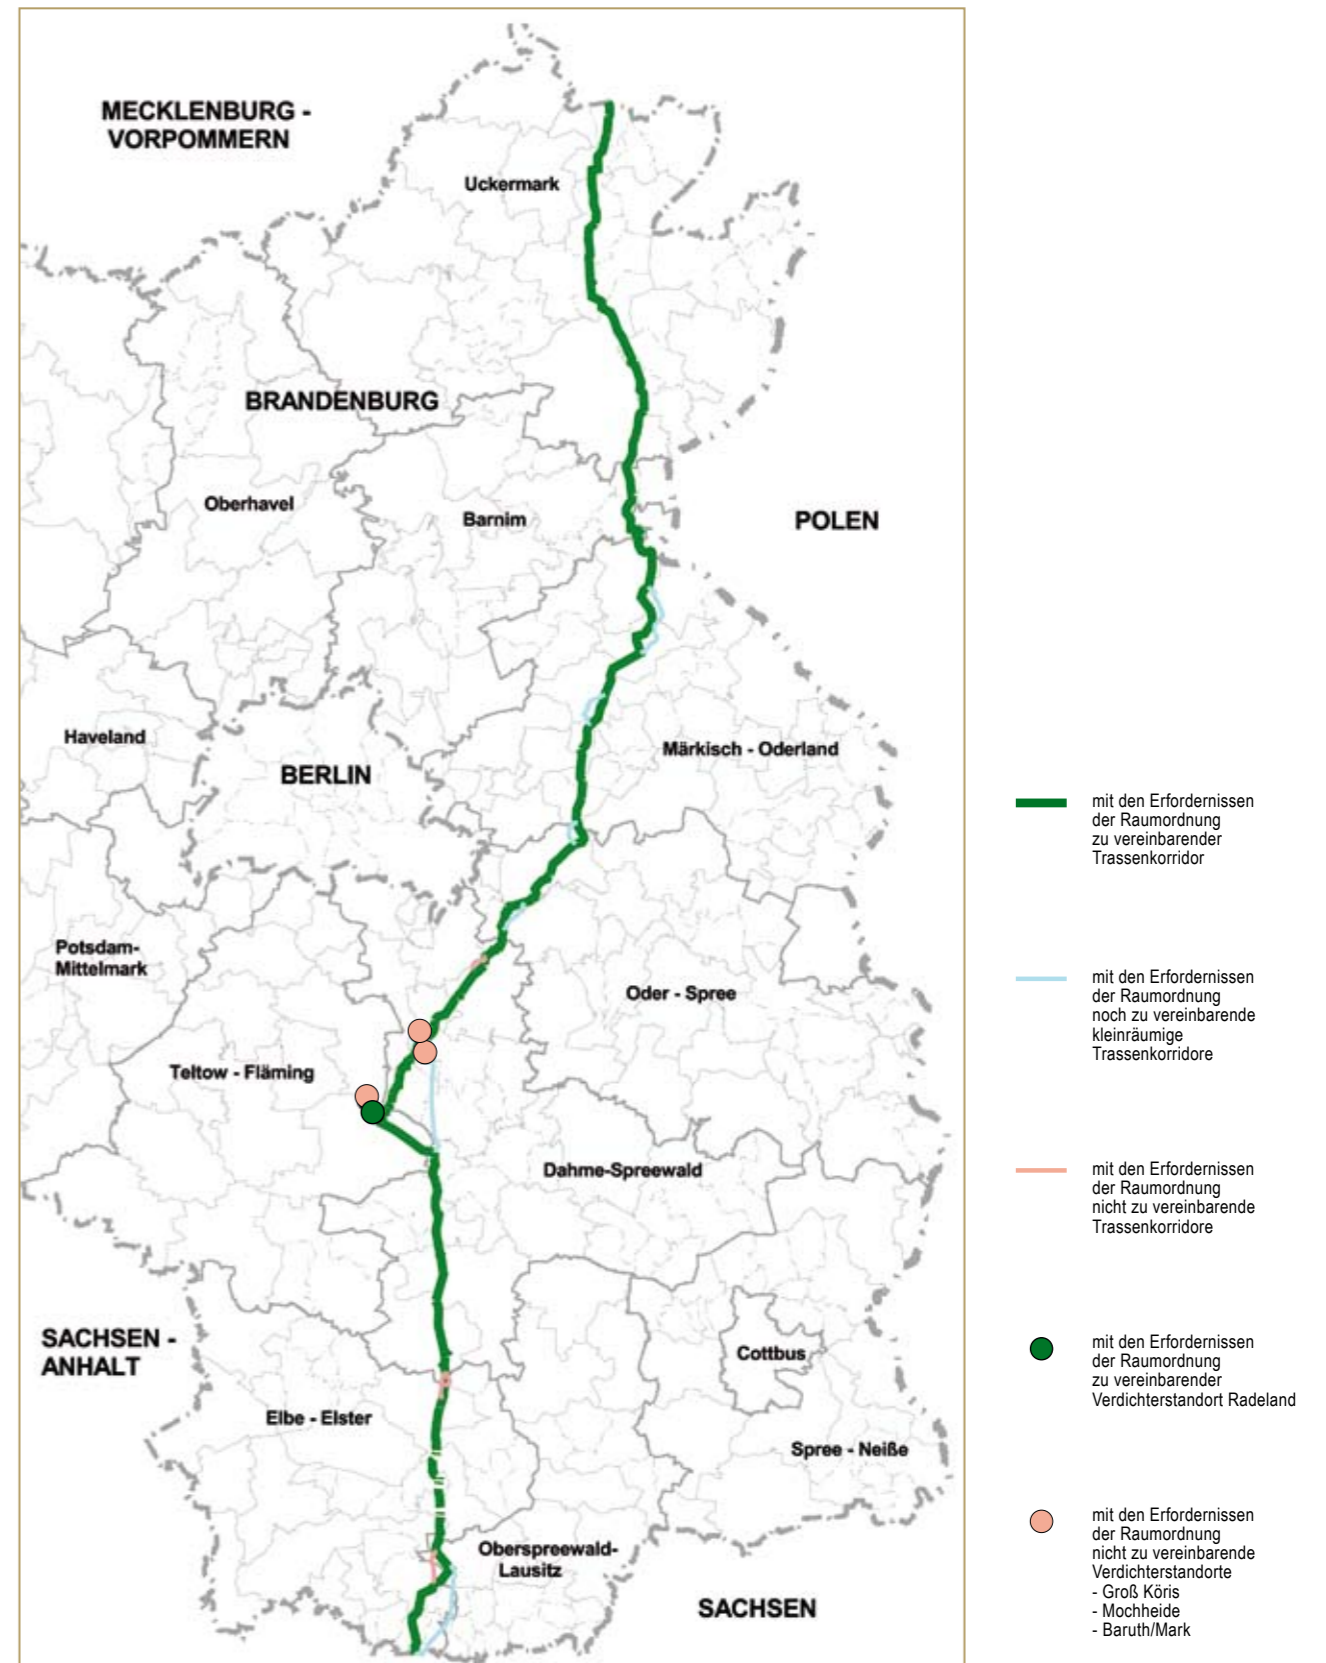 MECKLENBURG -
VORPOMMERN
Uckermark
BRANDENBURG
Oberhavel
Barnim
POLEN
Haveland
BERLIN
Märkisch - Oderland
Potsdam-
Mittelmark
Oder - Spree
Teltow - Fläming
Dahme-Spreewald
SACHSEN -
ANHALT
Cottbus
Elbe - Elster
Spree - Neiße
Oberspreewald-
Lausitz
SACHSEN
mit den Erfordernissen
der Raumordnung
zu vereinbarender
Trassenkorridor
mit den Erfordernissen
der Raumordnung
noch zu vereinbarende
kleinräumige
Trassenkorridore
mit den Erfordernissen
der Raumordnung
nicht zu vereinbarende
Trassenkorridore
mit den Erfordernissen
der Raumordnung
zu vereinbarender
Verdichterstandort Radeland
mit den Erfordernissen
der Raumordnung
nicht zu vereinbarende
Verdichterstandorte
- Groß Köris
- Mochheide
- Baruth/Mark